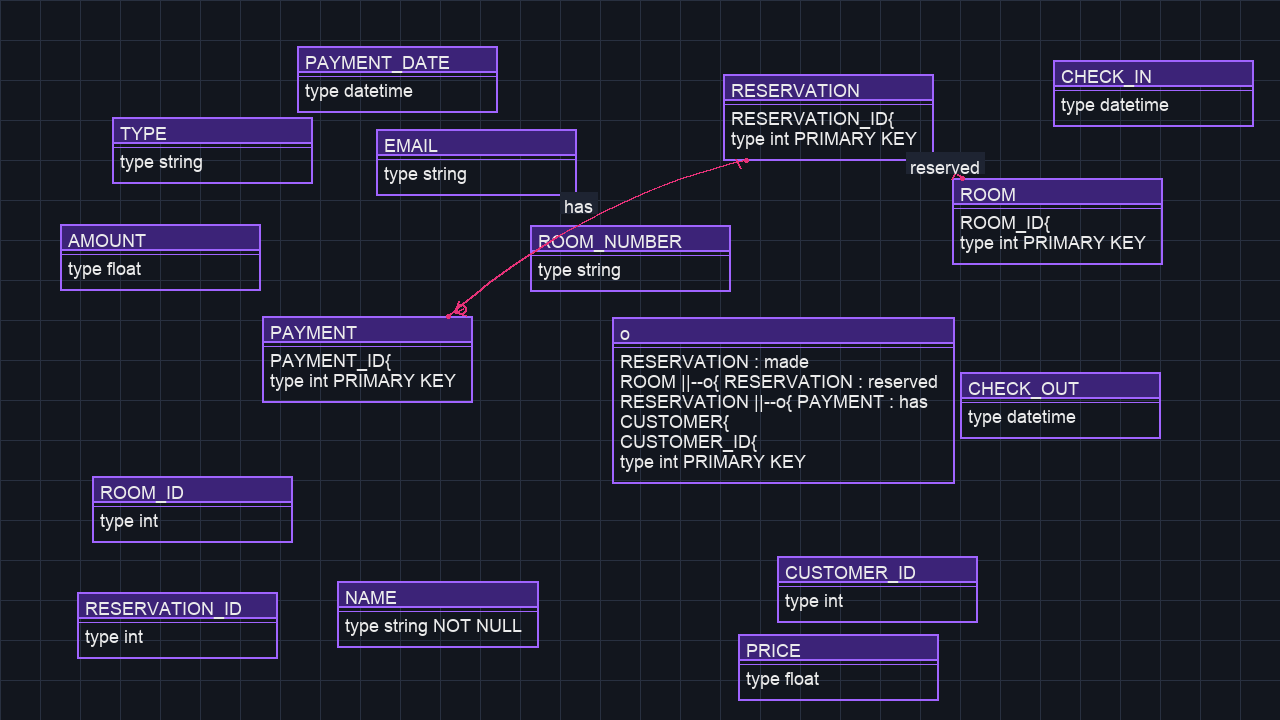 PAYMENT_DATE
type datetime
CHECK_IN
type datetime
RESERVATION
RESERVATION_ID{
type int PRIMARY KEY
TYPE
type string
EMAIL
type string
reserved
ROOM
ROOM_ID{
type int PRIMARY KEY
has
AMOUNT
type float
ROOM_NUMBER
type string
PAYMENT
PAYMENT_ID{
type int PRIMARY KEY
o
RESERVATION : made
ROOM ||--o{ RESERVATION : reserved
RESERVATION ||--o{ PAYMENT : has
CUSTOMER{
CUSTOMER_ID{
type int PRIMARY KEY
CHECK_OUT
type datetime
ROOM_ID
type int
CUSTOMER_ID
type int
NAME
type string NOT NULL
RESERVATION_ID
type int
PRICE
type float